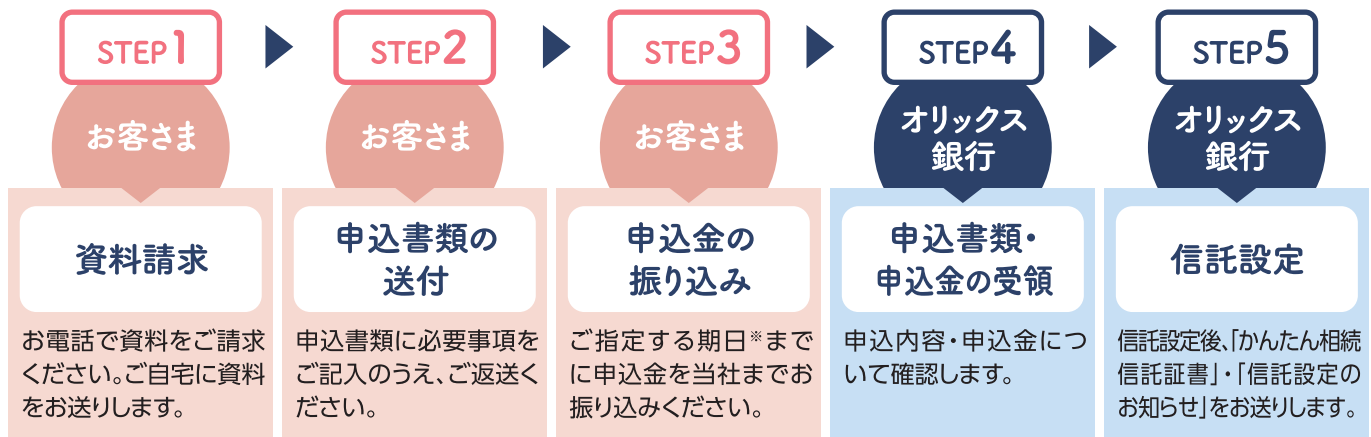 STEP1
お客さま
資料請求
お電話で資料をご請求
ください。ご自宅に資料
をお送りします。
STEP2
お客さま
申込書類の
送付
申込書類に必要事項を
ご記入のうえ、ご返送く
ださい。
STEP3
お客さま
申込金の
振り込み
ご指定する期日※まで
に申込金を当社までお
振り込みください。
STEP4
オリックス
銀行
申込書類・
申込金の受領
申込内容・申込金につ
いて確認します。
STEP5
オリックス
銀行
信託設定
信託設定後、「かんたん相続
信託証書」・「信託設定の
お知らせ」をお送りします。